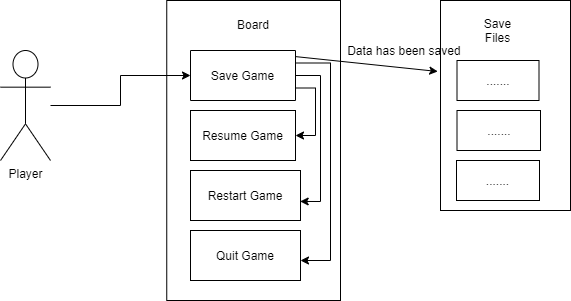 Board
Save
Files
Data has been saved
Save Game
.......
Resume Game
.......
Player
Restart Game
.......
Quit Game